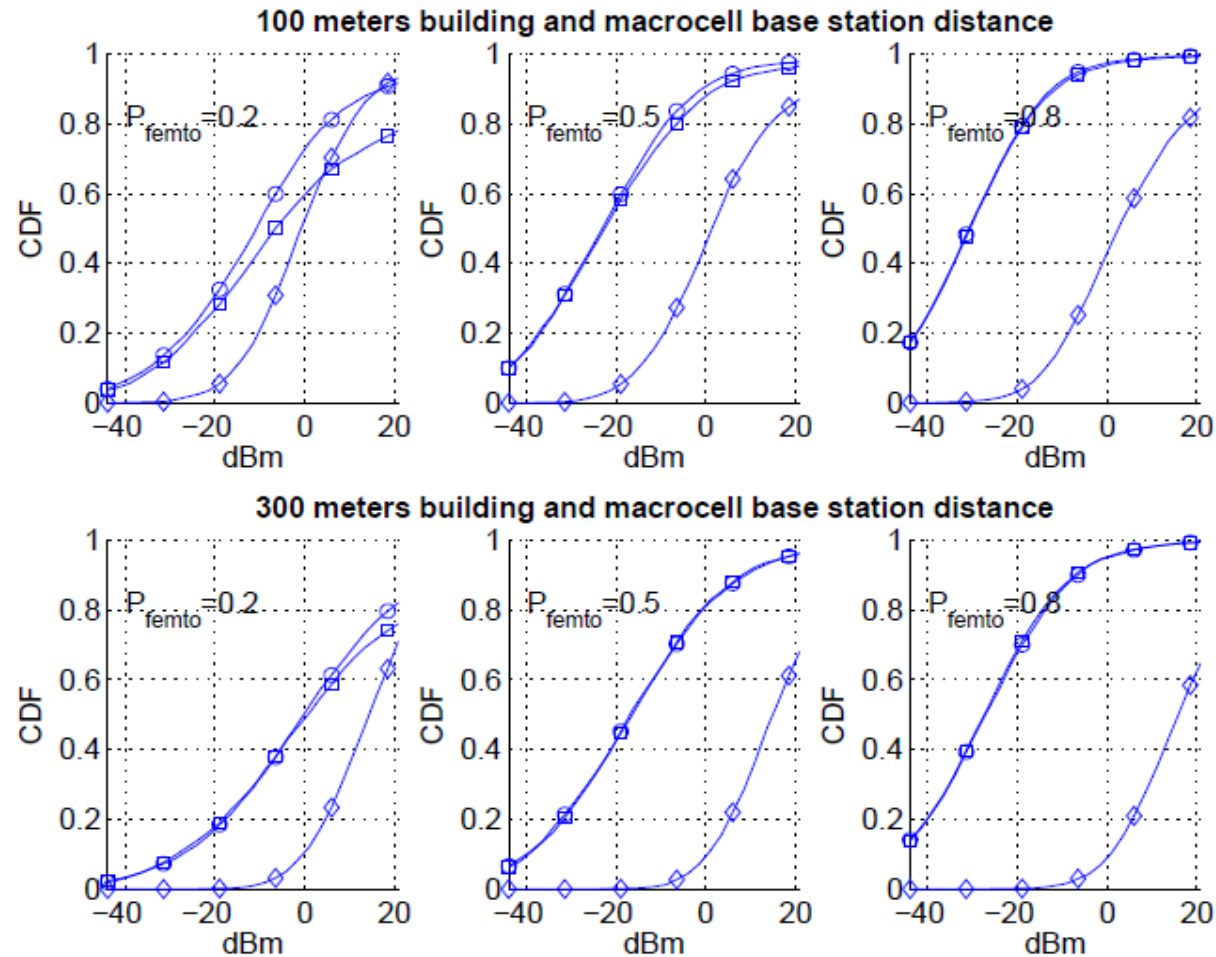 100 meters building and macrocell base station distance
P_femto=0.2 P_femto=0.5 P_femto=0.8
1 1 1
0.8 0.8 0.8
0.6 0.6 0.6
0.4 0.4 0.4
0.2 0.2 0.2
0 0 0
CDF CDF CDF
−40 −20 0 20 −40 −20 0 20 −40 −20 0 20
dBm dBm dBm
300 meters building and macrocell base station distance
P_femto=0.2 P_femto=0.5 P_femto=0.8
1 1 1
0.8 0.8 0.8
0.6 0.6 0.6
0.4 0.4 0.4
0.2 0.2 0.2
0 0 0
CDF CDF CDF
−40 −20 0 20 −40 −20 0 20 −40 −20 0 20
dBm dBm dBm